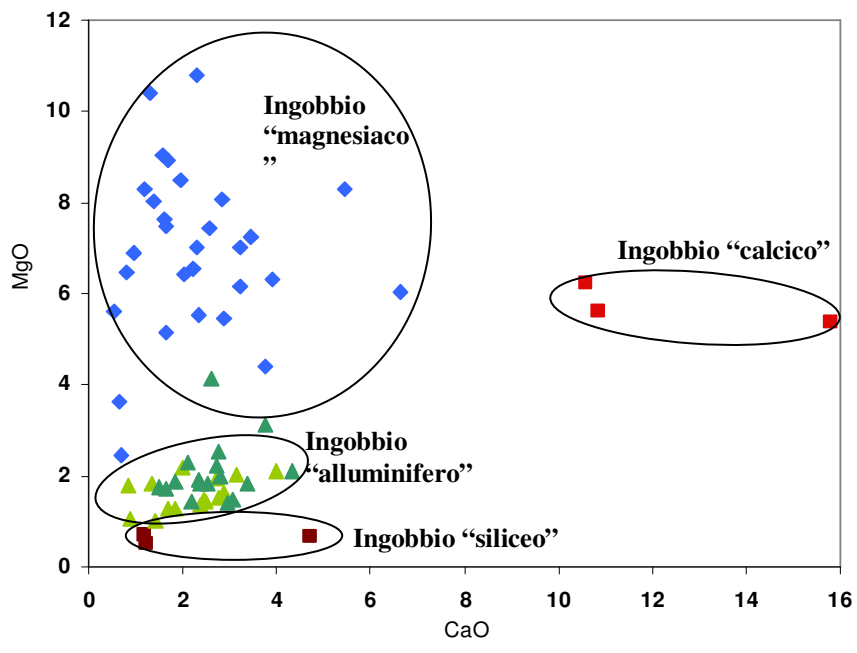 12
10
8
6
4
2
0
MgO
Ingobbio
“magnesiaco
”
Ingobbio “calcico”
Ingobbio
“alluminifero”
Ingobbio “siliceo”
0 2 4 6 8 10 12 14 16
CaO